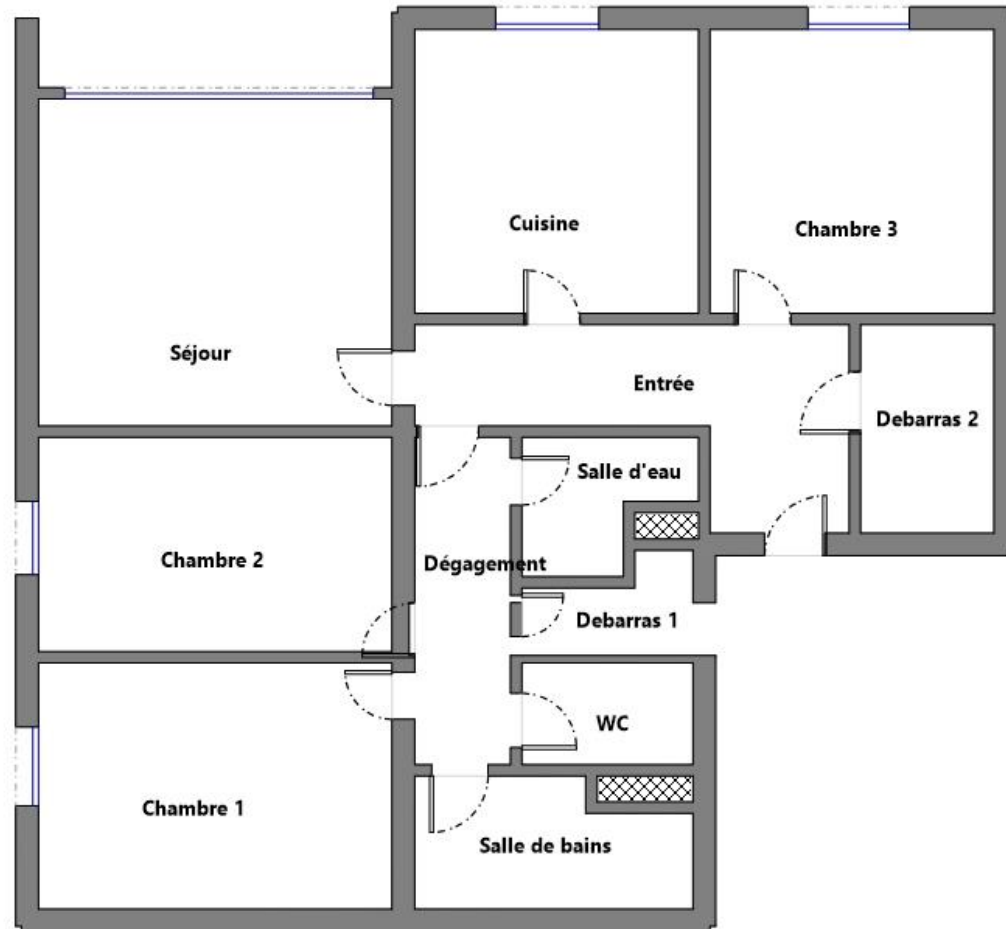 Cuisine
Chambre 3
Séjour
Entrée
Debarras 2
Salle d'eau
Chambre 2
Dégagement
Debarras 1
WC
Chambre 1
Salle de bains